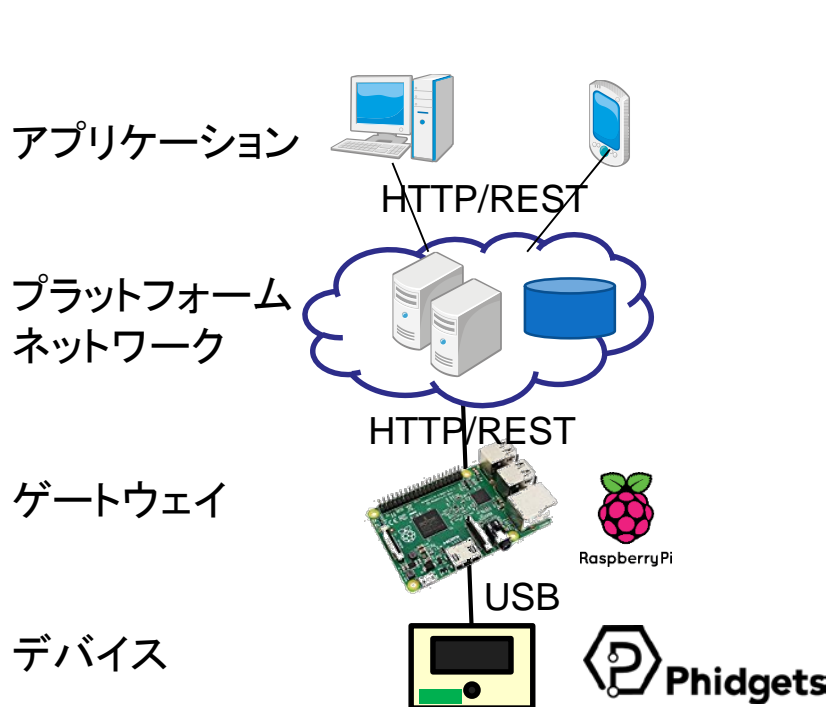 アプリケーション
HTTP/REST
プラットフォーム
ネットワーク
HTTP/REST
ゲートウェイ
RaspberryPi
USB
デバイス
Phidgets